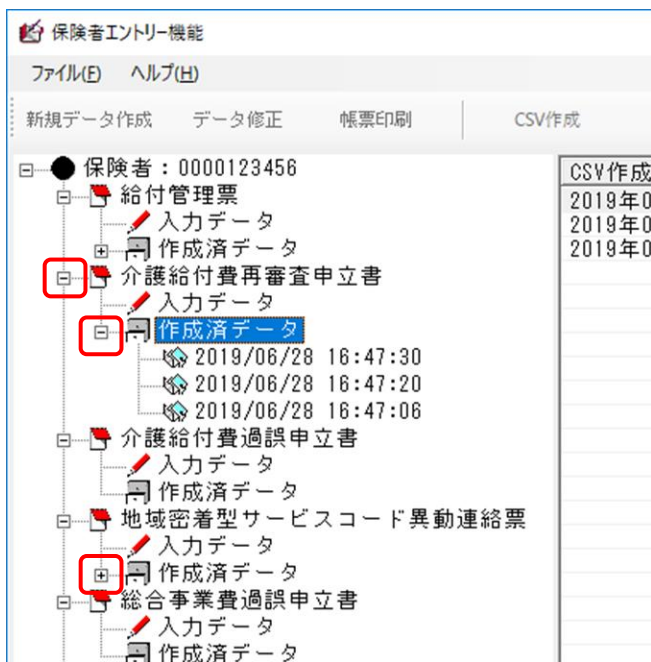 保険者エントリー機能
ファイル(F) ヘルプ(H)
新規データ作成 データ修正 帳票印刷 CSV作成
保険者：0000123456
給付管理票
入力データ
作成済データ
介護給付費再審査申立書
入力データ
作成済データ
2019/06/28 16:47:30
2019/06/28 16:47:20
2019/06/28 16:47:06
介護給付費過誤申立書
入力データ
作成済データ
地域密着型サービスコード異動連絡票
入力データ
作成済データ
総合事業費過誤申立書
入力データ
作成済データ
CSV作成
2019年0
2019年0
2019年0